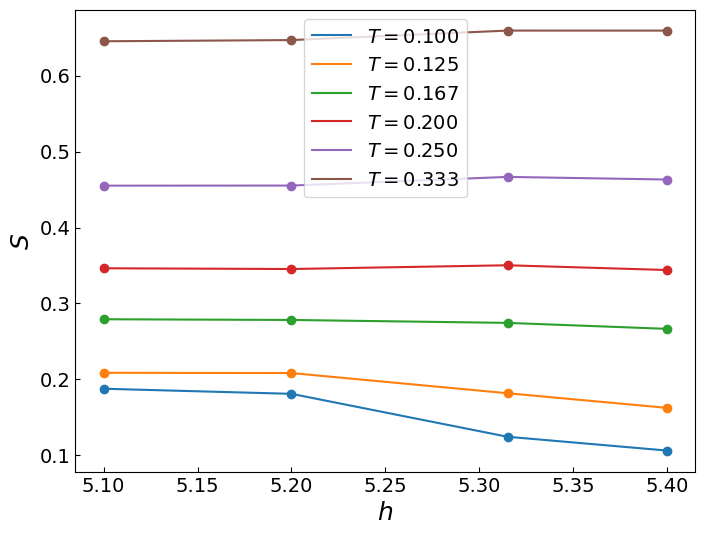 0.6
0.5
0.4
0.3
0.2
0.1
S
T = 0.100
T = 0.125
T = 0.167
T = 0.200
T = 0.250
T = 0.333
5.10 5.15 5.20 5.25 5.30 5.35 5.40
h